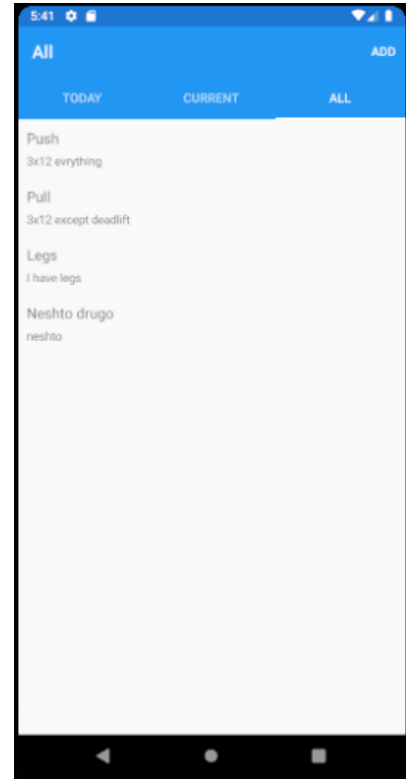 5:41
All
ADD
TODAY CURRENT ALL
Push
3x12 evrything
Pull
3x12 except deadlift
Legs
I have legs
Neshto drugo
neshto